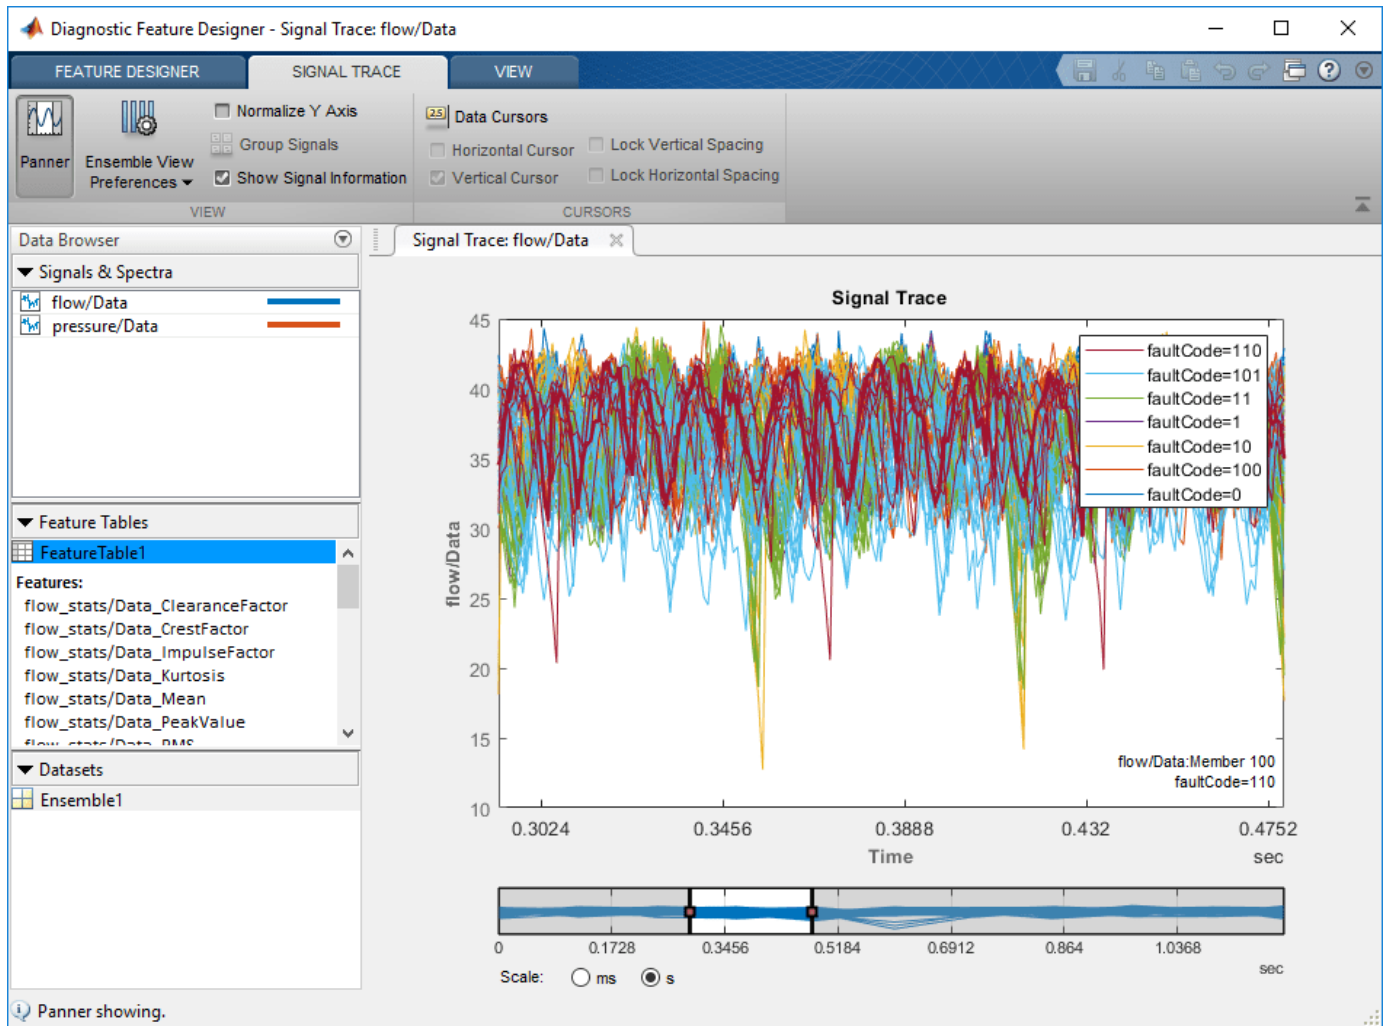 Diagnostic Feature Designer - Signal Trace: flow/Data
FEATURE DESIGNER
SIGNAL TRACE
VIEW
Panner
Ensemble View
Preferences
Normalize Y Axis
Group Signals
Show Signal Information
VIEW
2.5 Data Cursors
Horizontal Cursor
Vertical Cursor
Lock Vertical Spacing
Lock Horizontal Spacing
CURSORS
Data Browser
Signals & Spectra
flow/Data
pressure/Data
Feature Tables
FeatureTable1
Features:
flow_stats/Data_ClearanceFactor
flow_stats/Data_CrestFactor
flow_stats/Data_ImpulseFactor
flow_stats/Data_Kurtosis
flow_stats/Data_Mean
flow_stats/Data_PeakValue
flow_stats/Data_RMS
Datasets
Ensemble1
Signal Trace: flow/Data
Signal Trace
45
40
35
30
25
20
15
10
flow/Data
faultCode=110
faultCode=101
faultCode=11
faultCode=1
faultCode=10
faultCode=100
faultCode=0
flow/Data:Member 100
faultCode=110
0.3024 0.3456 0.3888 0.432 0.4752
Time
sec
0 0.1728 0.3456 0.5184 0.6912 0.864 1.0368
sec
Scale: ms s
Panner showing.